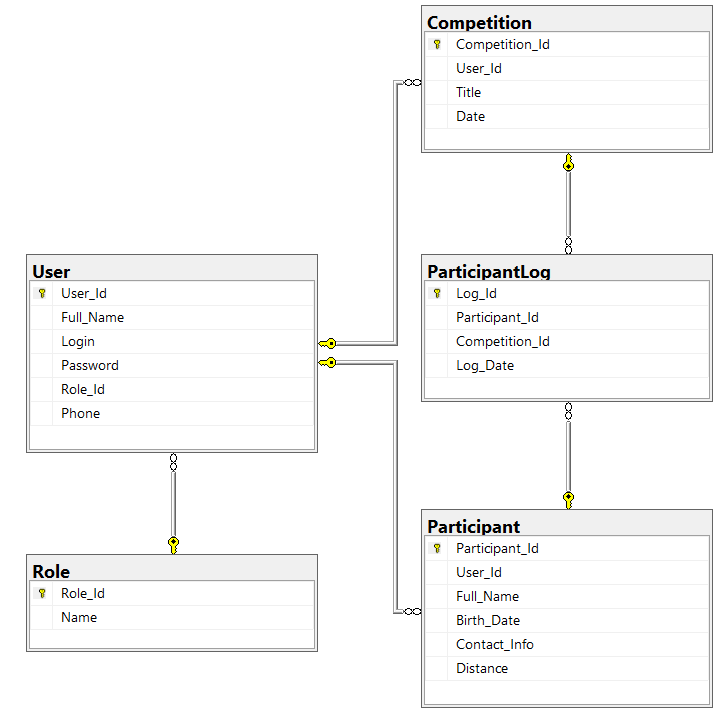 Competition
Competition_Id
User_Id
Title
Date
User
User_Id
Full_Name
Login
Password
Role_Id
Phone
ParticipantLog
Log_Id
Participant_Id
Competition_Id
Log_Date
Role
Role_Id
Name
Participant
Participant_Id
User_Id
Full_Name
Birth_Date
Contact_Info
Distance